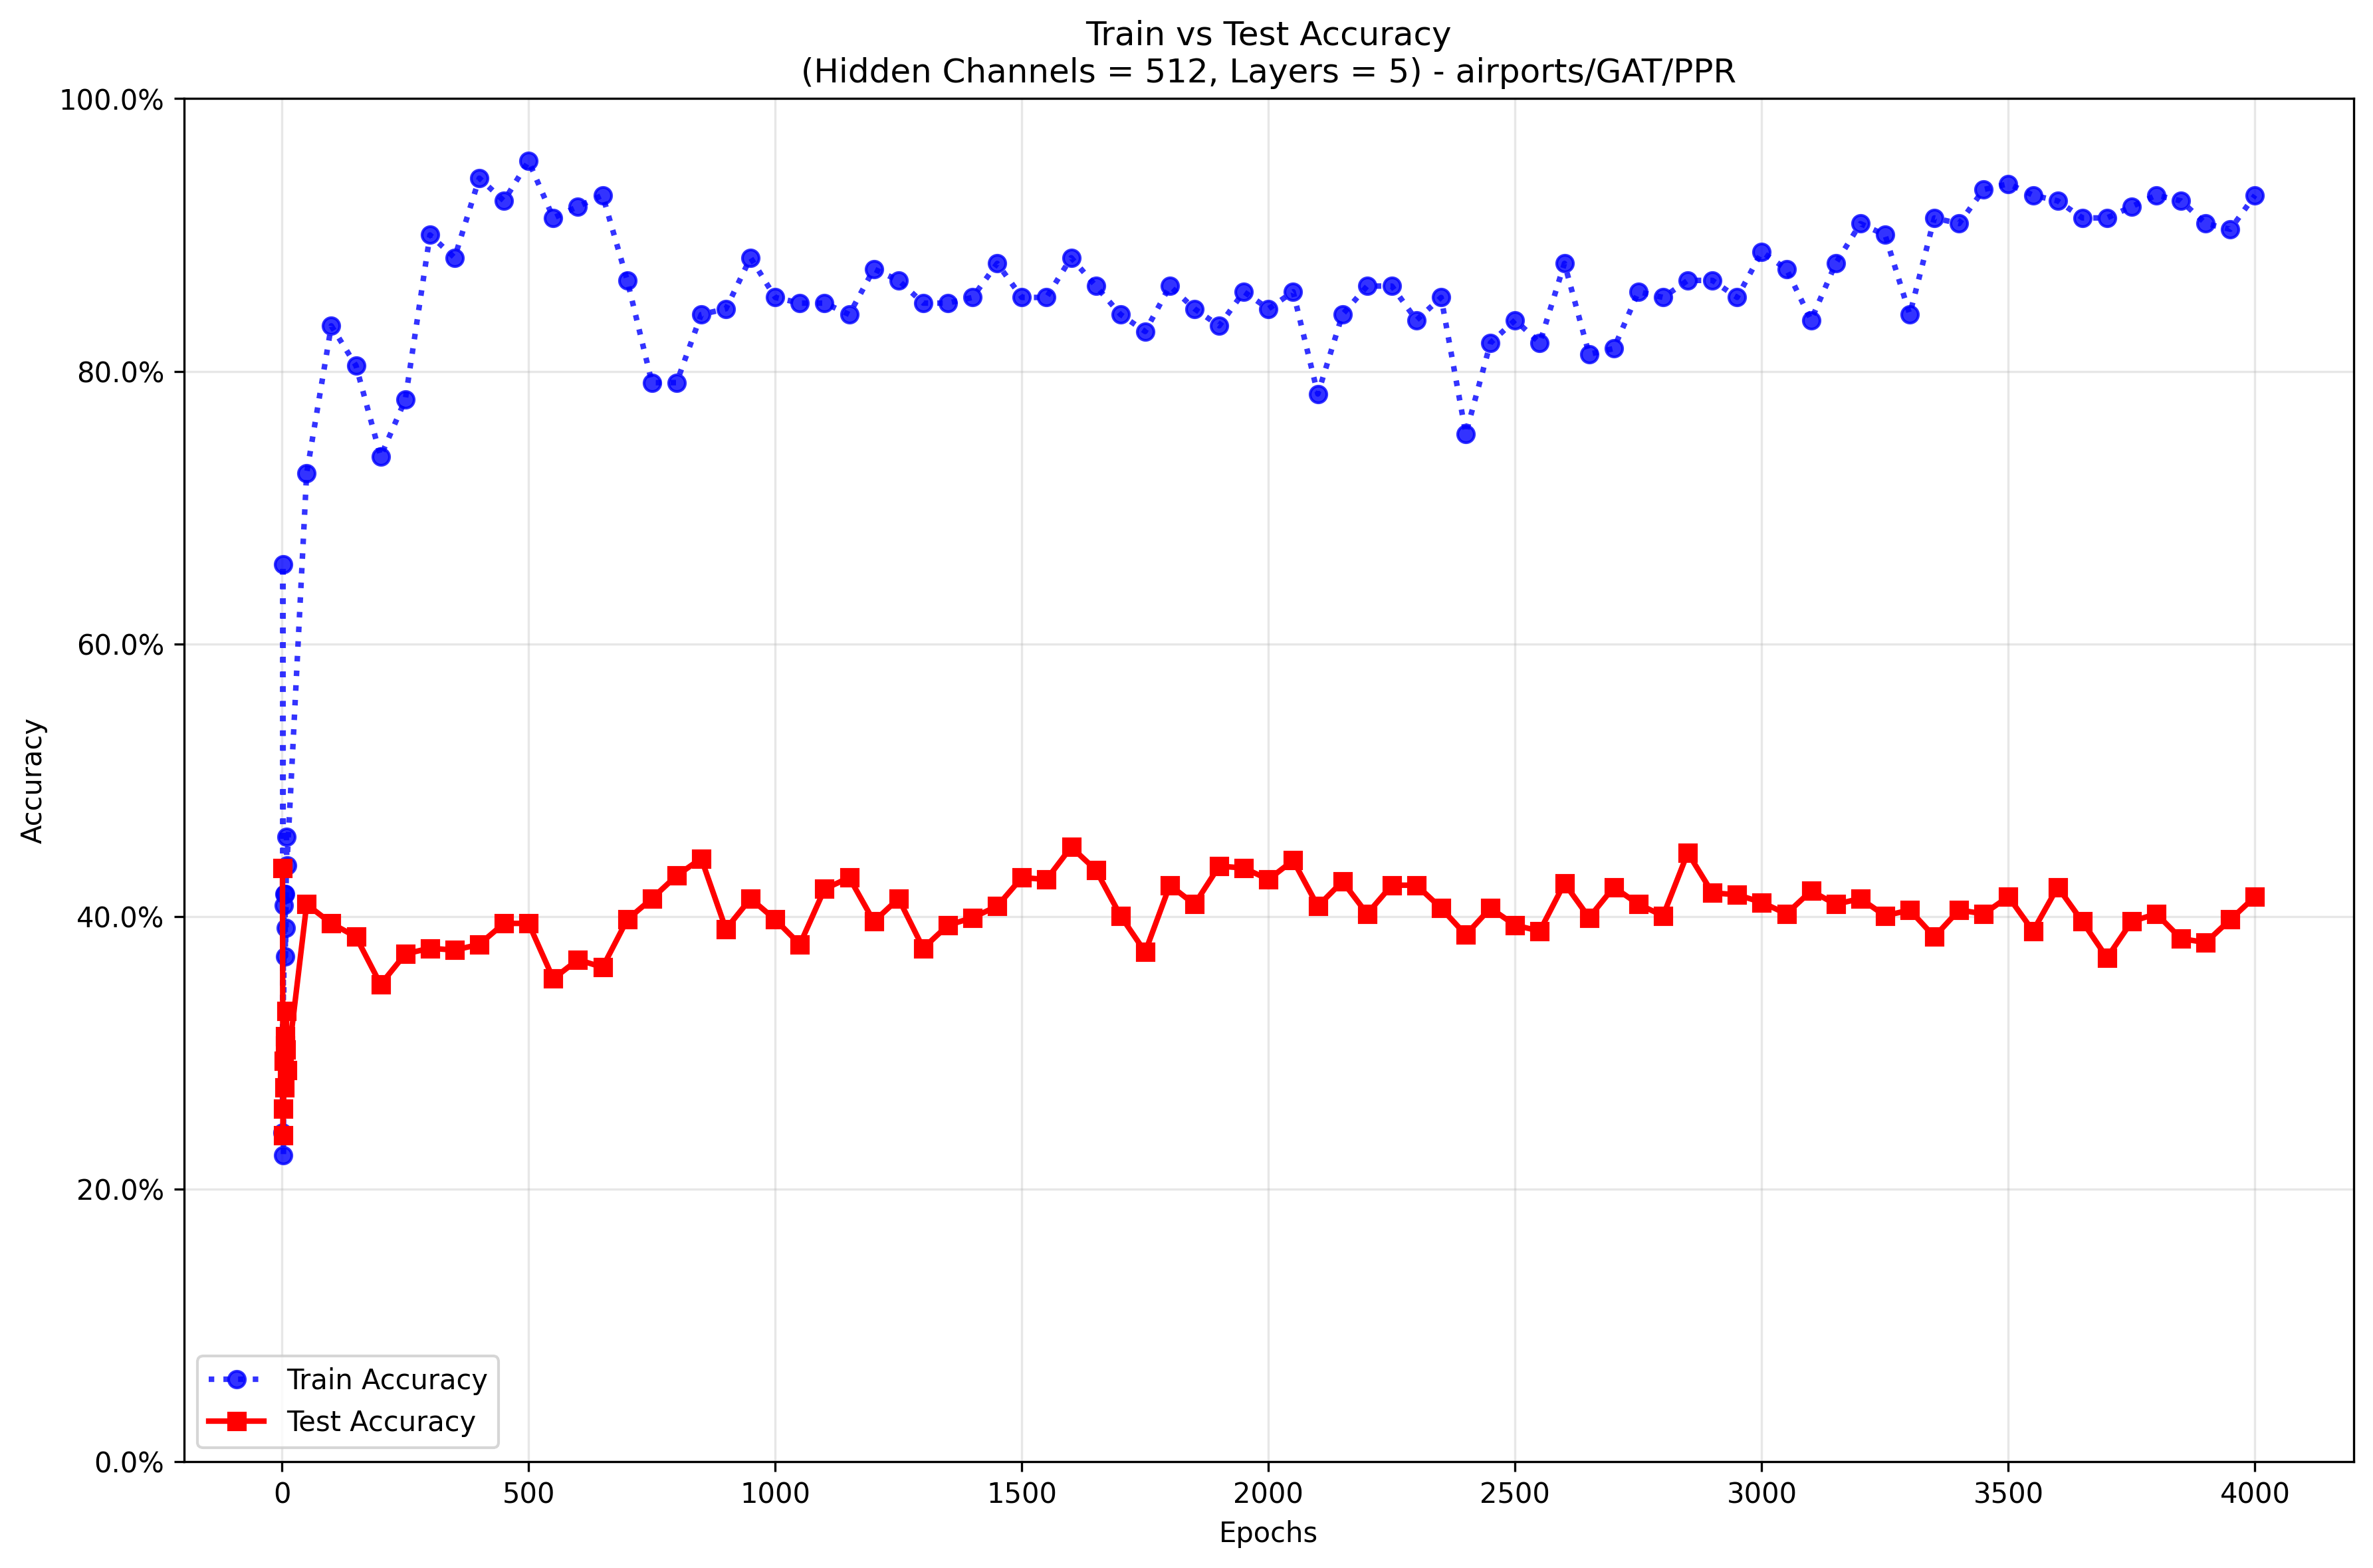 Train vs Test Accuracy
(Hidden Channels = 512, Layers = 5) - airports/GAT/PPR
100.0%
80.0%
60.0%
40.0%
20.0%
0.0%
Accuracy
Train Accuracy
Test Accuracy
0 500 1000 1500 2000 2500 3000 3500 4000
Epochs